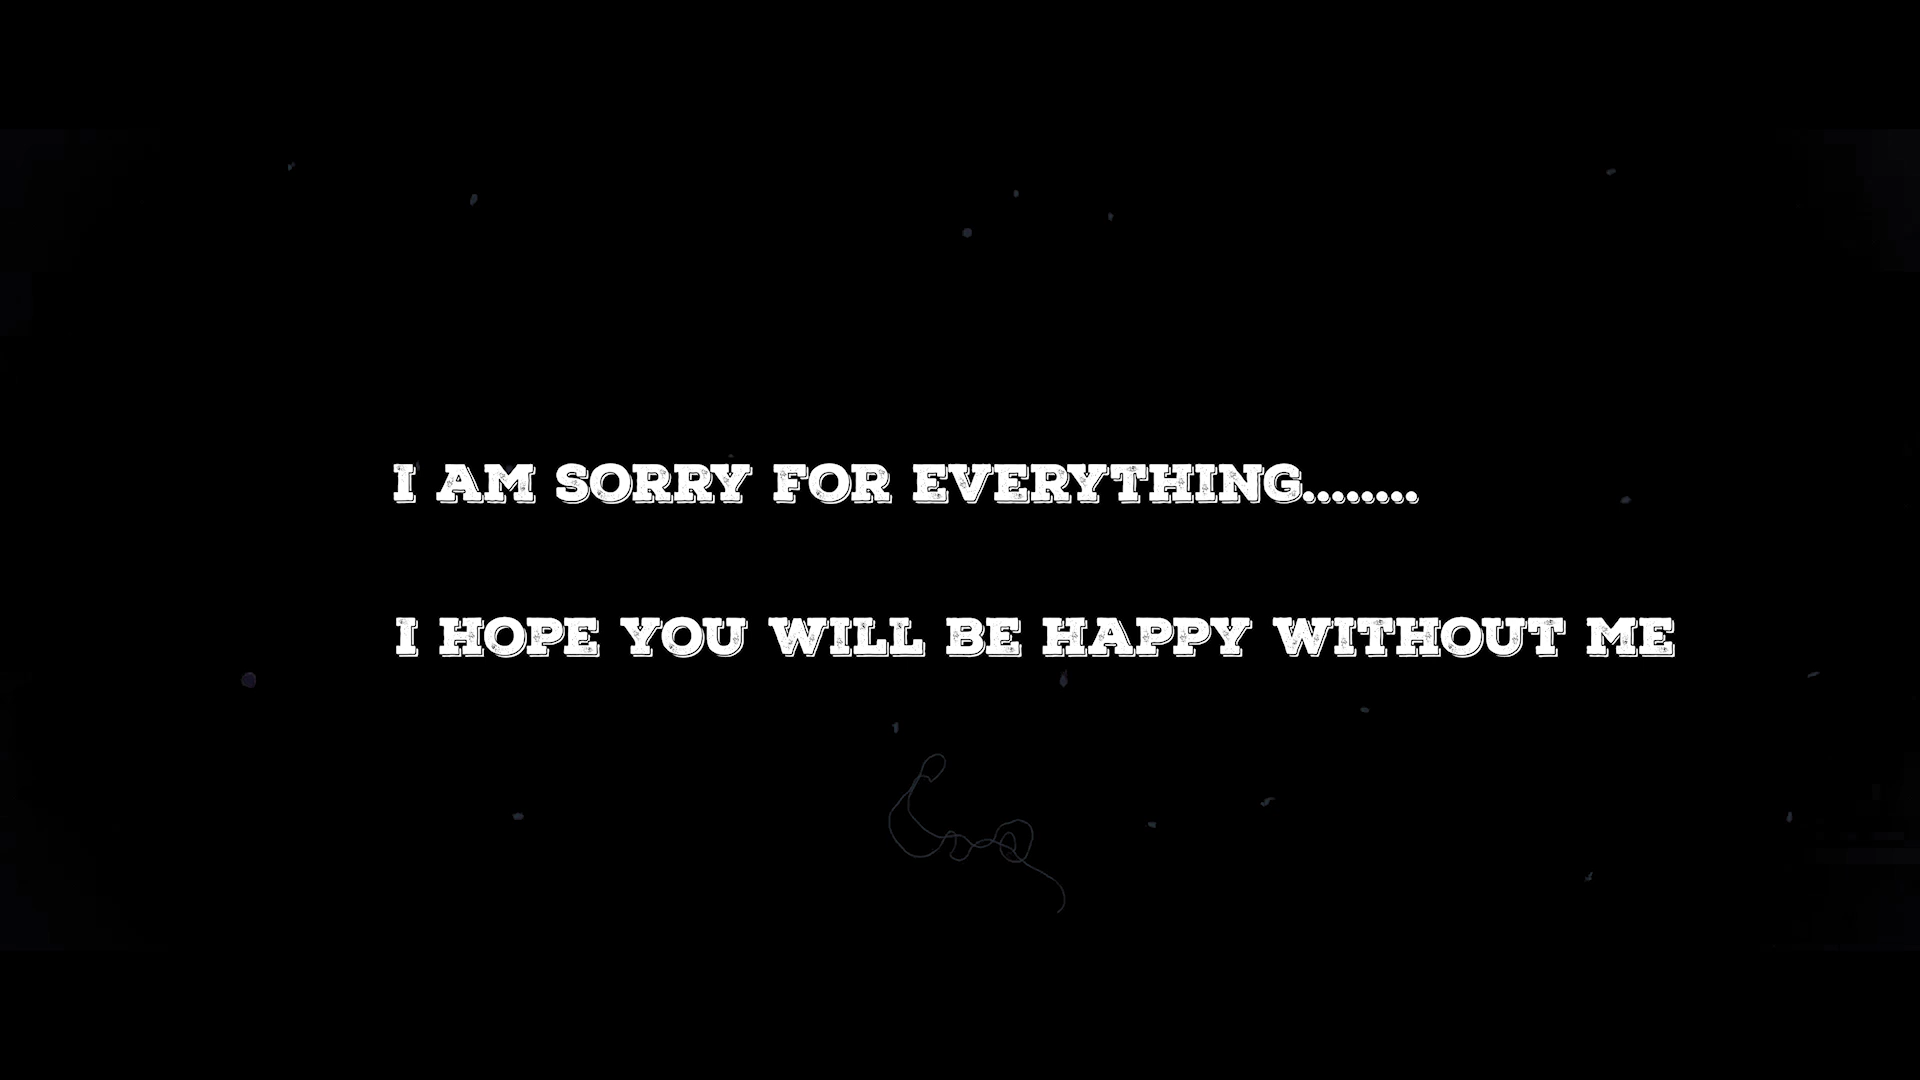 I AM SORRY FOR EVERYTHING........
I HOPE YOU WILL BE HAPPY WITHOUT ME